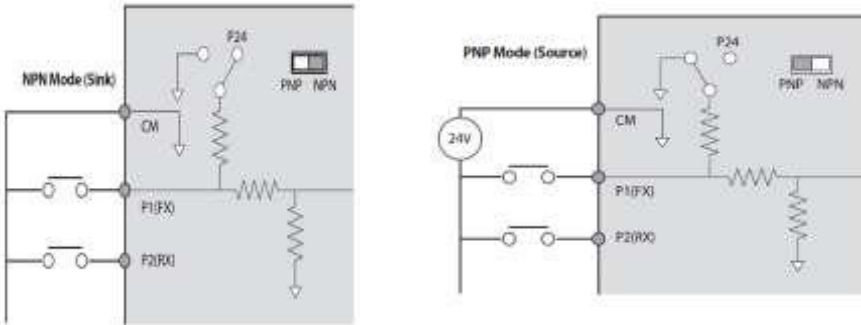 P24
NPN Mode (Sink)
PNP NPN
CM
P1(FX)
P2(RX)
PNP Mode (Source)
P24
PNP NPN
24V
CM
P1(FX)
P2(RX)